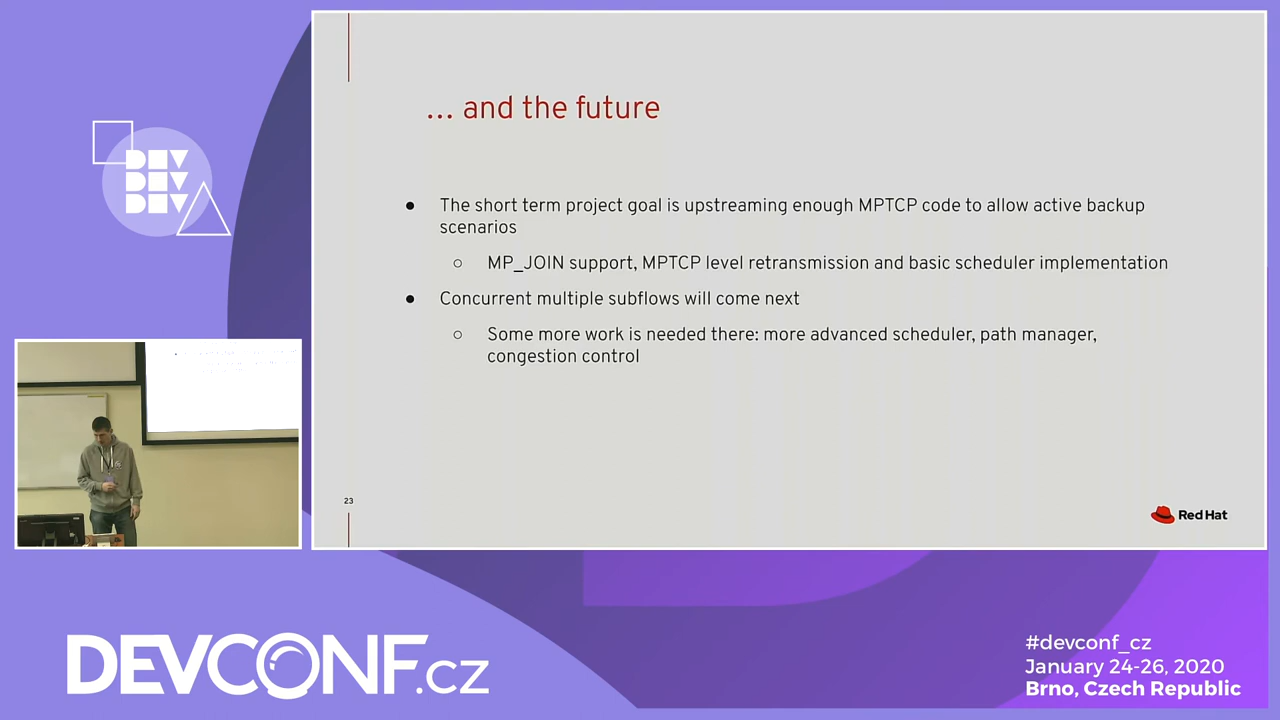 DEV
DEV
DEV
… and the future
● The short term project goal is upstreaming enough MPTCP code to allow active backup
scenarios
○ MP_JOIN support, MPTCP level retransmission and basic scheduler implementation
● Concurrent multiple subflows will come next
○ Some more work is needed there: more advanced scheduler, path manager,
congestion control
23
Red Hat
DEVCONF.cz
#devconf_cz
January 24-26, 2020
Brno, Czech Republic